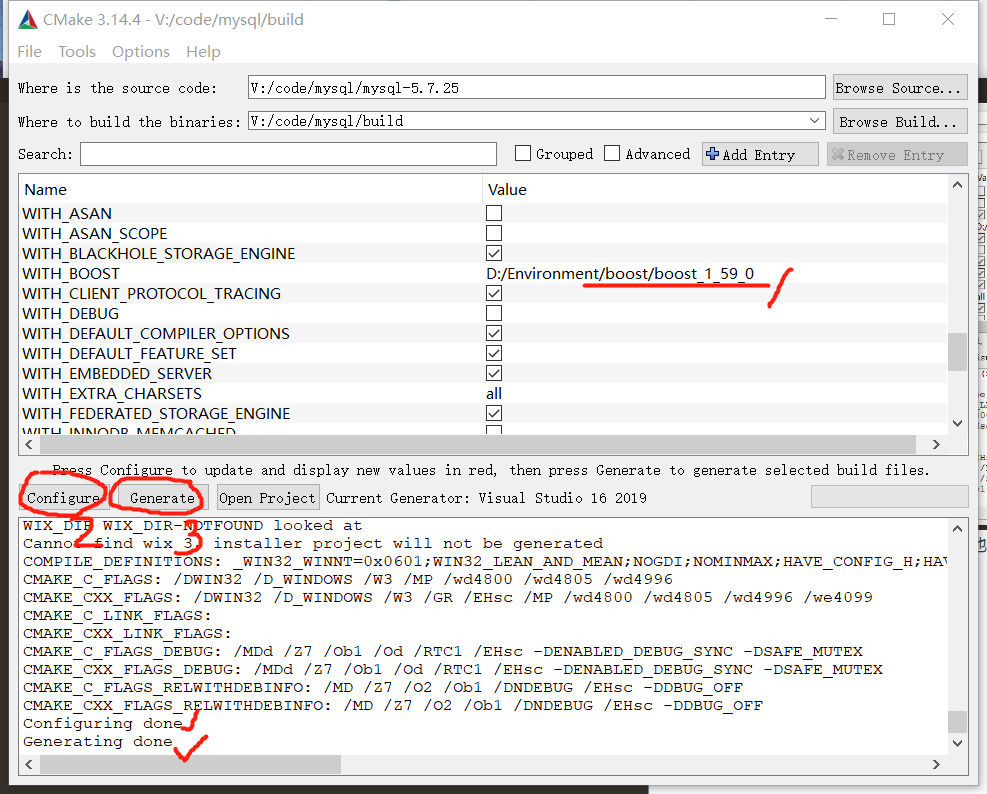 CMake 3.14.4 - V:/code/mysql/build
File Tools Options Help
Where is the source code: V:/code/mysql/mysql-5.7.25 Browse Source...
Where to build the binaries: V:/code/mysql/build Browse Build...
Search: Grouped Advanced Add Entry Remove Entry
Name Value
WITH_ASAN
WITH_ASAN_SCOPE
WITH_BLACKHOLE_STORAGE_ENGINE
WITH_BOOST D:/Environment/boost/boost_1_59_0
WITH_CLIENT_PROTOCOL_TRACING
WITH_DEBUG
WITH_DEFAULT_COMPILER_OPTIONS
WITH_DEFAULT_FEATURE_SET
WITH_EMBEDDED_SERVER
WITH_EXTRA_CHARSETS all
WITH_FEDERATED_STORAGE_ENGINE
WITH_INNODB_MEMCACHED
Press Configure to update and display new values in red, then press Generate to generate selected build files.
Configure Generate Open Project Current Generator: Visual Studio 16 2019
2 3
WIX_DIR WIX_DIR-NOTFOUND looked at
Cannot find wix 3, installer project will not be generated
COMPILE_DEFINITIONS: _WIN32_WINNT=0x0601;WIN32_LEAN_AND_MEAN;NOGDI;NOMINMAX;HAVE_CONFIG_H;HAV
CMAKE_C_FLAGS: /DWIN32 /D_WINDOWS /W3 /MP /wd4800 /wd4805 /wd4996
CMAKE_CXX_FLAGS: /DWIN32 /D_WINDOWS /W3 /GR /EHsc /MP /wd4800 /wd4805 /wd4996 /we4099
CMAKE_C_LINK_FLAGS:
CMAKE_CXX_LINK_FLAGS:
CMAKE_C_FLAGS_DEBUG: /MDd /Z7 /Ob1 /Od /RTC1 /EHsc -DENABLED_DEBUG_SYNC -DSAFE_MUTEX
CMAKE_CXX_FLAGS_DEBUG: /MDd /Z7 /Ob1 /Od /RTC1 /EHsc -DENABLED_DEBUG_SYNC -DSAFE_MUTEX
CMAKE_C_FLAGS_RELWITHDEBINFO: /MD /Z7 /O2 /Ob1 /DNDEBUG /EHsc -DDBUG_OFF
CMAKE_CXX_FLAGS_RELWITHDEBINFO: /MD /Z7 /O2 /Ob1 /DNDEBUG /EHsc -DDBUG_OFF
Configuring done
Generating done